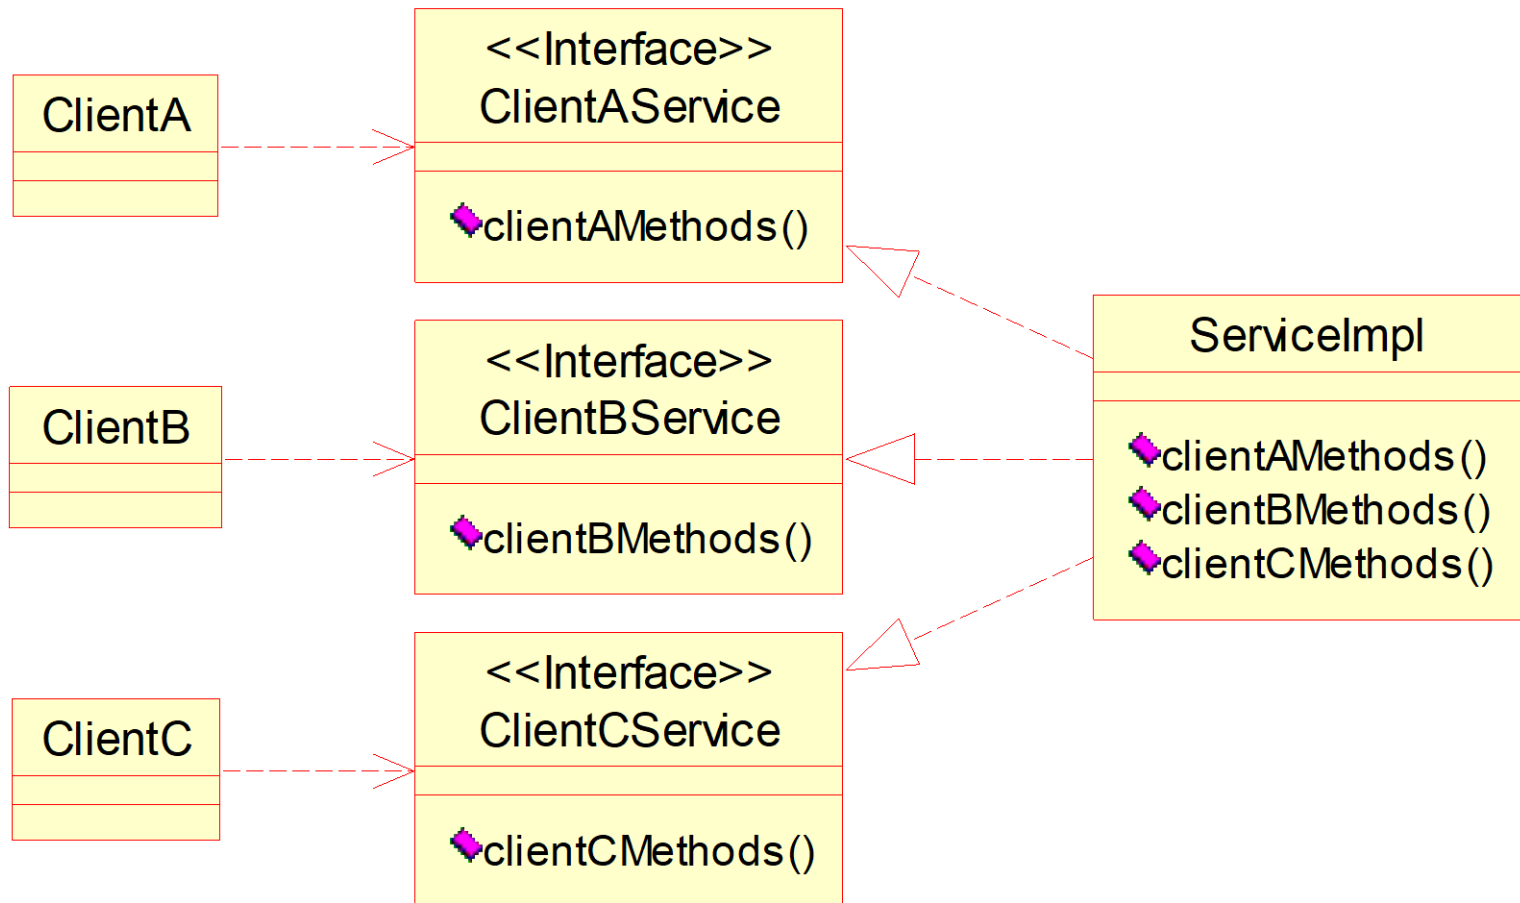 ClientA
<<Interface>>
ClientAService
clientAMethods()
ClientB
<<Interface>>
ClientBService
clientBMethods()
ClientC
<<Interface>>
ClientCService
clientCMethods()
ServiceImpl
clientAMethods()
clientBMethods()
clientCMethods()